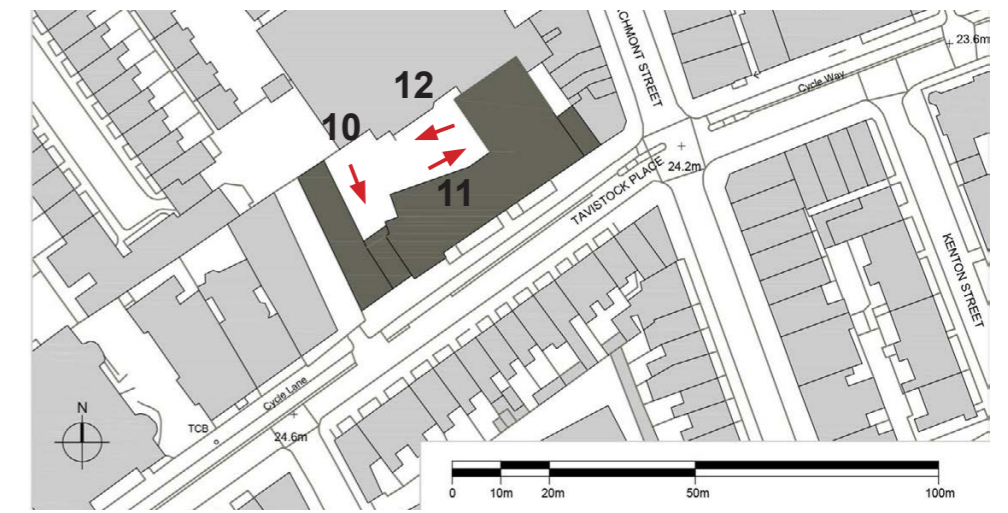 CHMONT STREET
23.6m
Cycle Way
12
10
24.2m
11
TAVISTOCK PLACE
KENTON STREET
Cycle Lane
N
TCB
24.6m
0 10m 20m 50m 100m